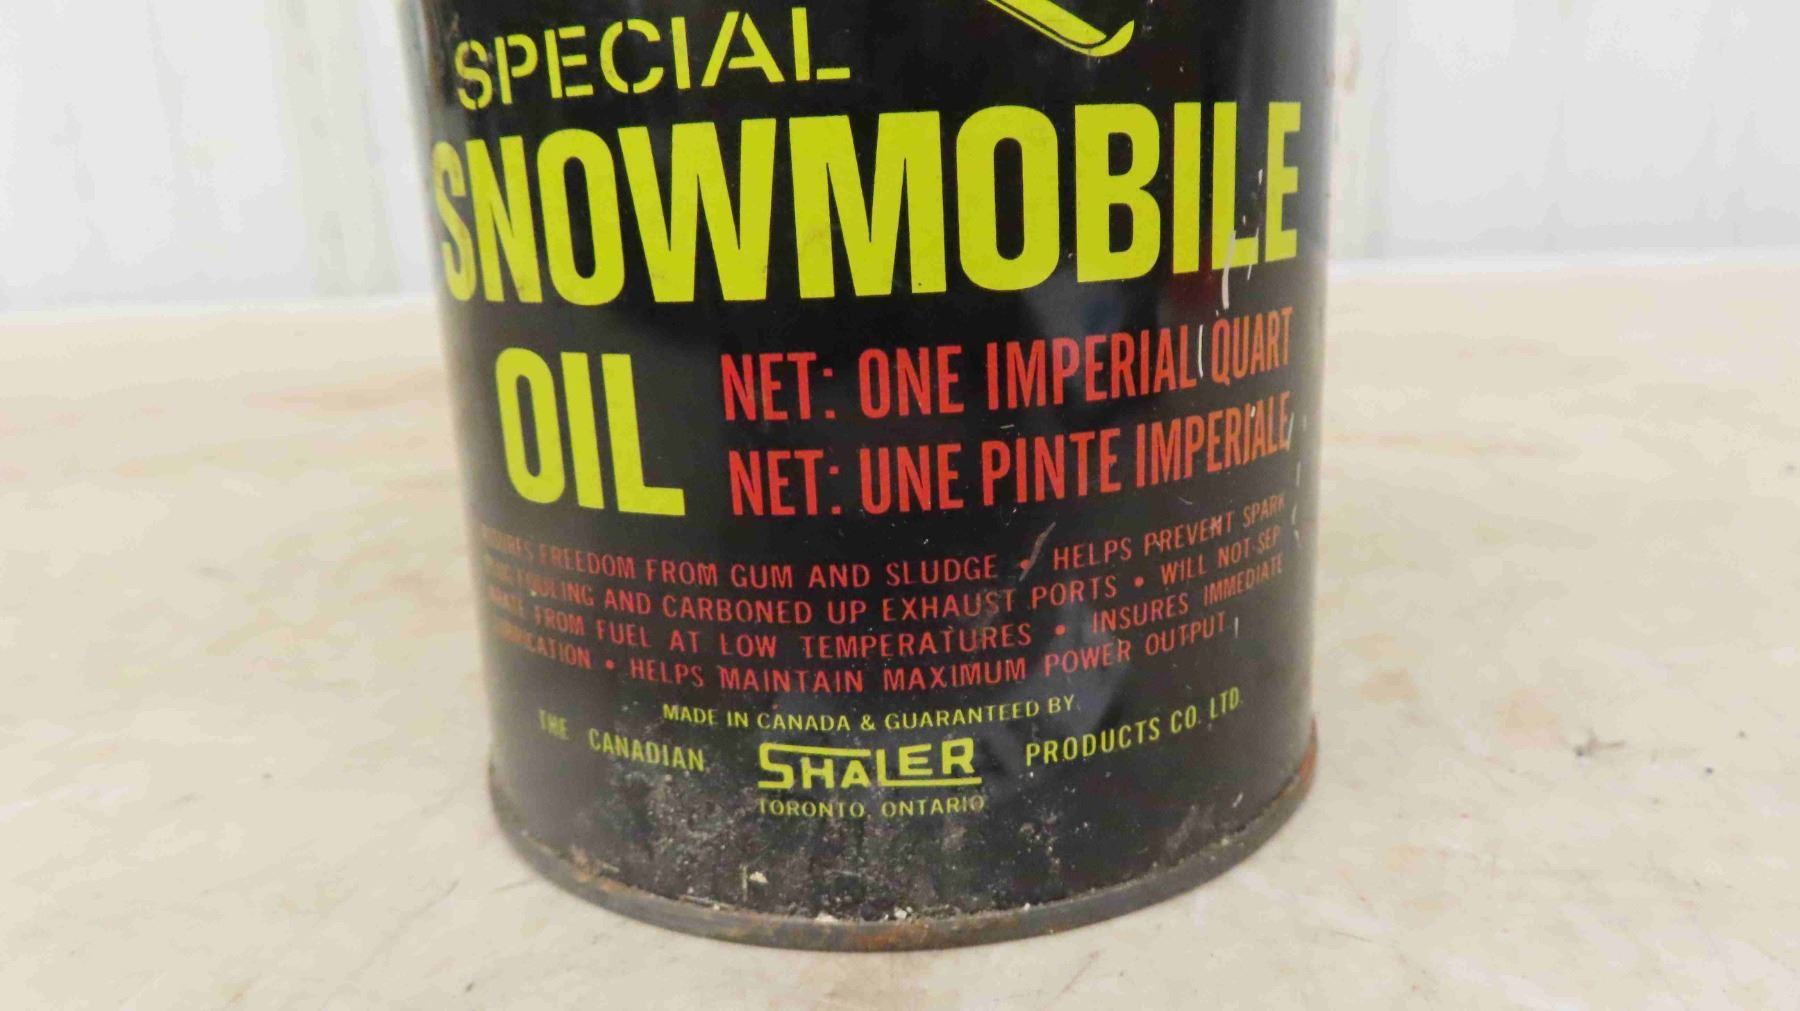 SPECIAL
SNOWMOBILE
OIL
NET: ONE IMPERIAL QUART
NET: UNE PINTE IMPERIALE
FREEDOM FROM GUM AND SLUDGE • HELPS PREVENT SPARK
FOULING AND CARBONED UP EXHAUST PORTS • WILL NOT SEP
ARATE FROM FUEL AT LOW TEMPERATURES • INSURES IMMEDIATE
LUBRICATION • HELPS MAINTAIN MAXIMUM POWER OUTPUT
MADE IN CANADA & GUARANTEED BY
THE CANADIAN SHALER PRODUCTS CO. LTD.
TORONTO, ONTARIO